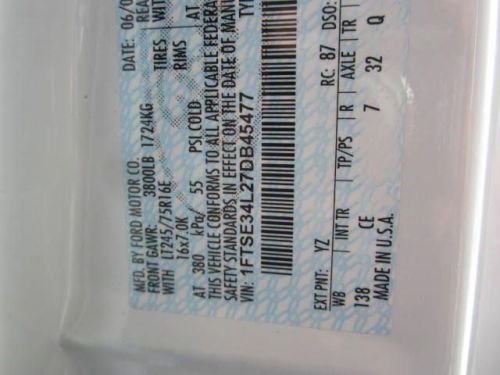 MFD. BY FORD MOTOR CO.
DATE: 06/0
FRONT GAWR: 3800LB 1724KG
REA
WITH LT245/75R16E TIRES
WIT
16x7.0K RIMS
AT 380 kPa/ 55 PSI.COLD
AT
THIS VEHICLE CONFORMS TO ALL APPLICABLE FEDERA
SAFETY STANDARDS IN EFFECT ON THE DATE OF MANU
VIN: 1FTSE34L27DB45477
TYP
EXT PNT: YZ
RC: 87 DSO:
WB INT TR TP/PS R AXLE TR
138 CE 7 32 Q
MADE IN U.S.A.